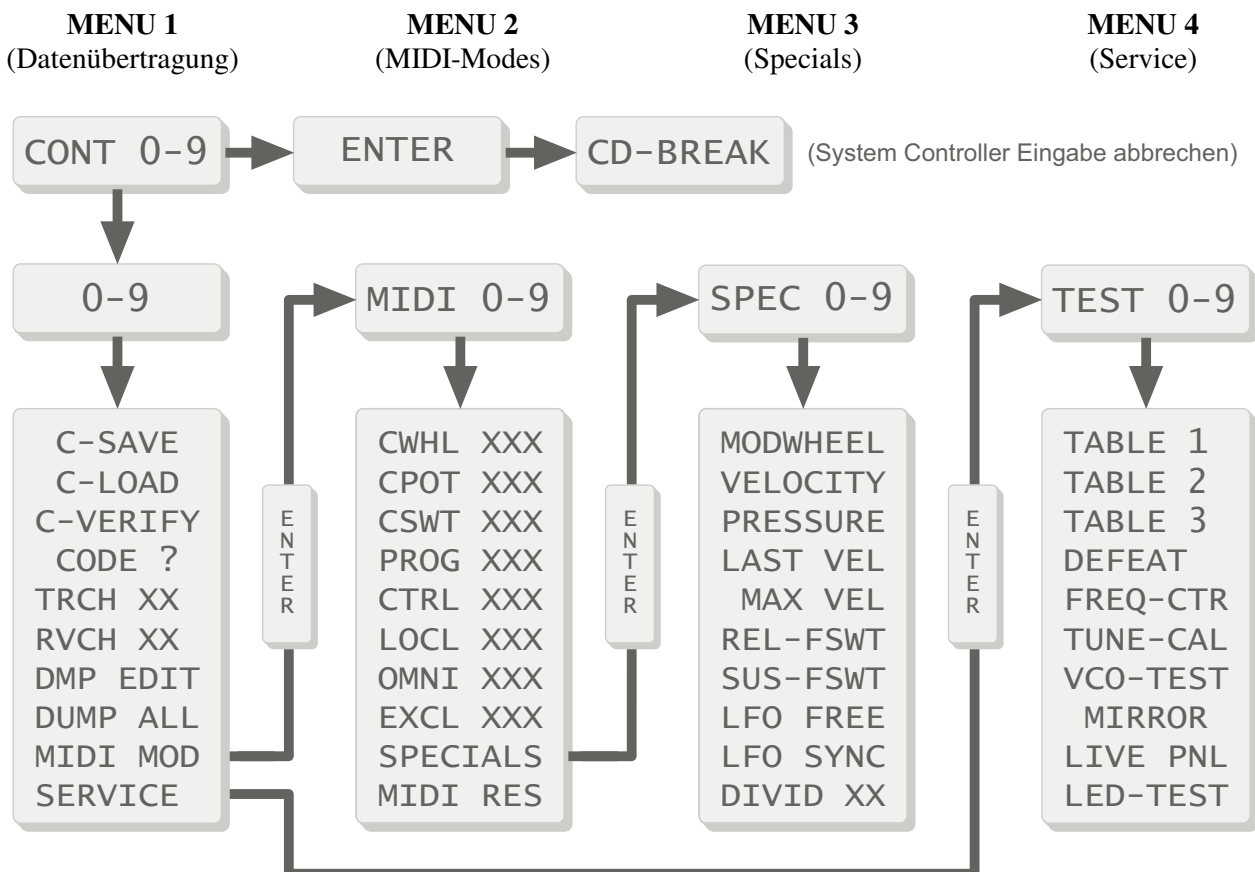 MENU 1
(Datenübertragung)
MENU 2
(MIDI-Modes)
MENU 3
(Specials)
MENU 4
(Service)
CONT 0-9
ENTER
CD-BREAK
(System Controller Eingabe abbrechen)
0-9
MIDI 0-9
SPEC 0-9
TEST 0-9
C-SAVE
C-LOAD
C-VERIFY
CODE ?
TRCH XX
RVCH XX
DMP EDIT
DUMP ALL
MIDI MOD
SERVICE
ENTER
CWHL XXX
CPOT XXX
CSWT XXX
PROG XXX
CTRL XXX
LOCL XXX
OMNI XXX
EXCL XXX
SPECIALS
MIDI RES
ENTER
MODWHEEL
VELOCITY
PRESSURE
LAST VEL
MAX VEL
REL-FSWT
SUS-FSWT
LFO FREE
LFO SYNC
DIVID XX
ENTER
TABLE 1
TABLE 2
TABLE 3
DEFEAT
FREQ-CTR
TUNE-CAL
VCO-TEST
MIRROR
LIVE PNL
LED-TEST